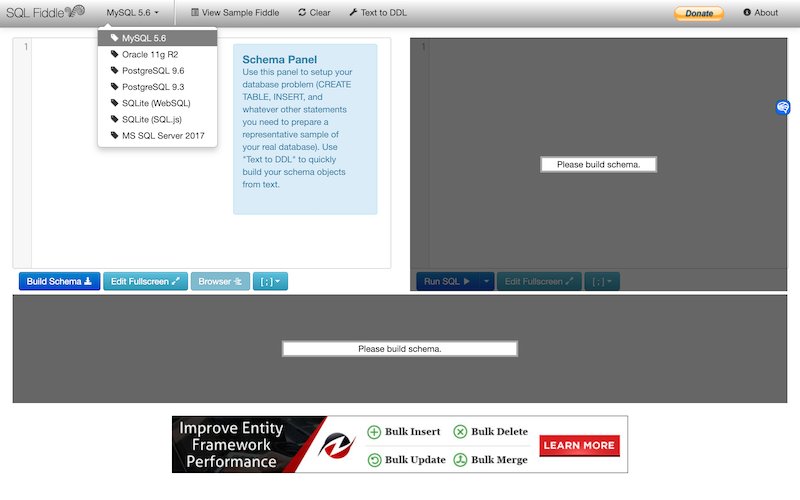 SQL Fiddle
MySQL 5.6
View Sample Fiddle
Clear
Text to DDL
Donate
About
MySQL 5.6
Oracle 11g R2
PostgreSQL 9.6
PostgreSQL 9.3
SQLite (WebSQL)
SQLite (SQL.js)
MS SQL Server 2017
1
Schema Panel
Use this panel to setup your
database problem (CREATE
TABLE, INSERT, and
whatever other statements
you need to prepare a
representative sample of
your real database). Use
"Text to DDL" to quickly
build your schema objects
from text.
1
Please build schema.
Build Schema
Edit Fullscreen
Browser
[ ; ]
Run SQL
Edit Fullscreen
[ ; ]
Please build schema.
Improve Entity
Framework
Performance
Bulk Insert
Bulk Delete
Bulk Update
Bulk Merge
LEARN MORE